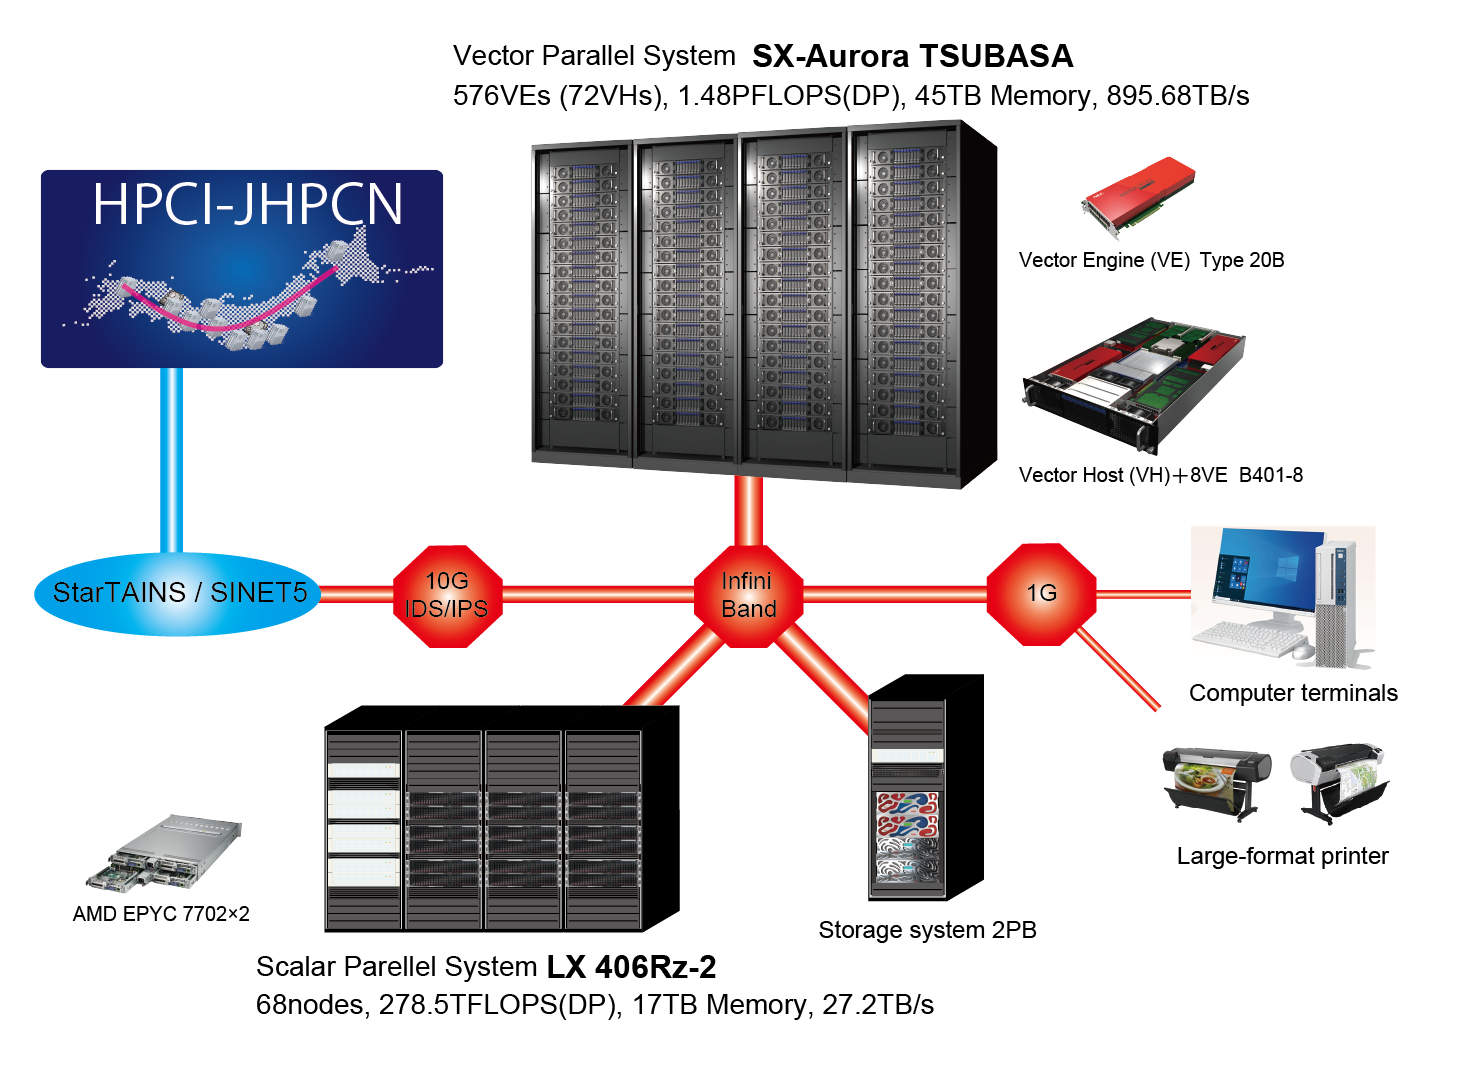 Vector Parallel System SX-Aurora TSUBASA
576VEs (72VHs), 1.48PFLOPS(DP), 45TB Memory, 895.68TB/s
HPCI-JHPCN
Vector Engine (VE) Type 20B
Vector Host (VH)+8VE B401-8
StarTAINS / SINET5
10G
IDS/IPS
Infini
Band
1G
Computer terminals
Large-format printer
AMD EPYC 7702×2
Storage system 2PB
Scalar Parellel System LX 406Rz-2
68nodes, 278.5TFLOPS(DP), 17TB Memory, 27.2TB/s